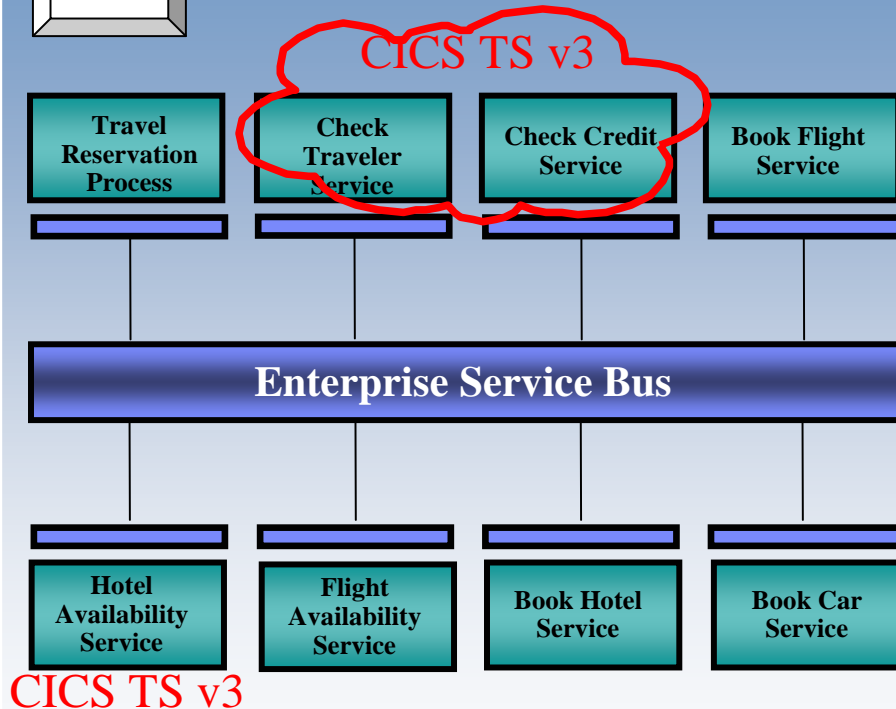 CICS TS v3
Travel
Reservation
Process
Check
Traveler
Service
Check Credit
Service
Book Flight
Service
Enterprise Service Bus
Hotel
Availability
Service
Flight
Availability
Service
Book Hotel
Service
Book Car
Service
CICS TS v3